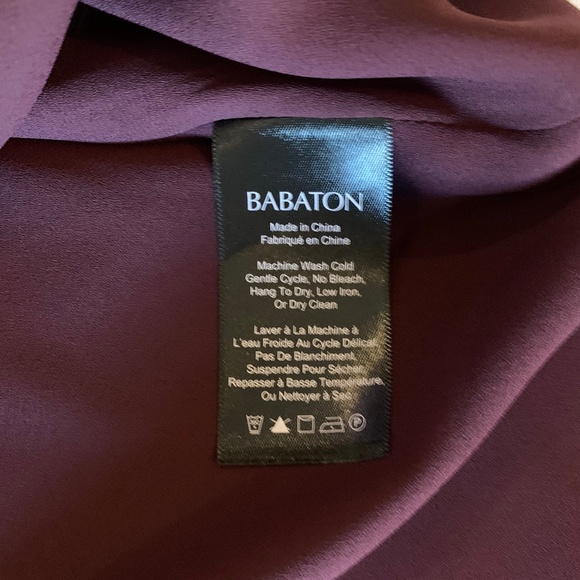 BABATON
Made in China
Fabriqué en Chine
Machine Wash Cold
Gentle Cycle, No Bleach,
Hang To Dry, Low Iron,
Or Dry Clean
Laver à La Machine à
L'eau Froide Au Cycle Délicat,
Pas De Blanchiment,
Suspendre Pour Sécher,
Repasser à Basse Température,
Ou Nettoyer à Sec
P